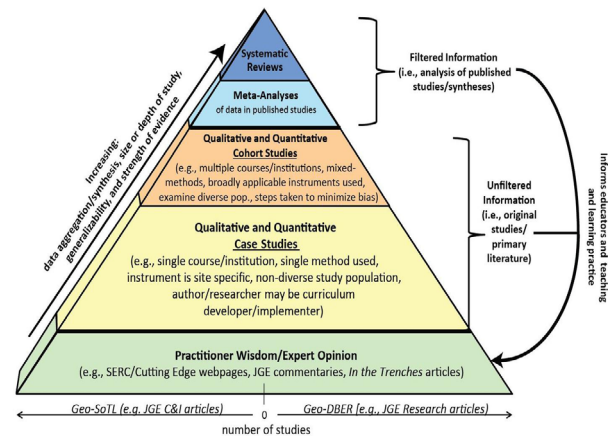 Systematic
Reviews
Meta-Analyses
of data in published studies
Qualitative and Quantitative
Cohort Studies
(e.g., multiple courses/institutions, mixed-
methods, broadly applicable instruments used,
examine diverse pop., steps taken to minimize bias)
Qualitative and Quantitative
Case Studies
(e.g., single course/institution, single method used,
instrument is site specific, non-diverse study population,
author/researcher may be curriculum
developer/implementer)
Practitioner Wisdom/Expert Opinion
(e.g., SERC/Cutting Edge webpages, JGE commentaries, In the Trenches articles)
Increasing:
data aggregation/synthesis, size or depth of study,
generalizability, and strength of evidence
Filtered Information
(i.e., analysis of published
studies/syntheses)
Unfiltered
Information
(i.e., original
studies/
primary
literature)
Informs educators and teaching
and learning practice
Geo-SoTL (e.g. JGE C&I articles)
0
Geo-DBER [e.g., JGE Research articles)
number of studies